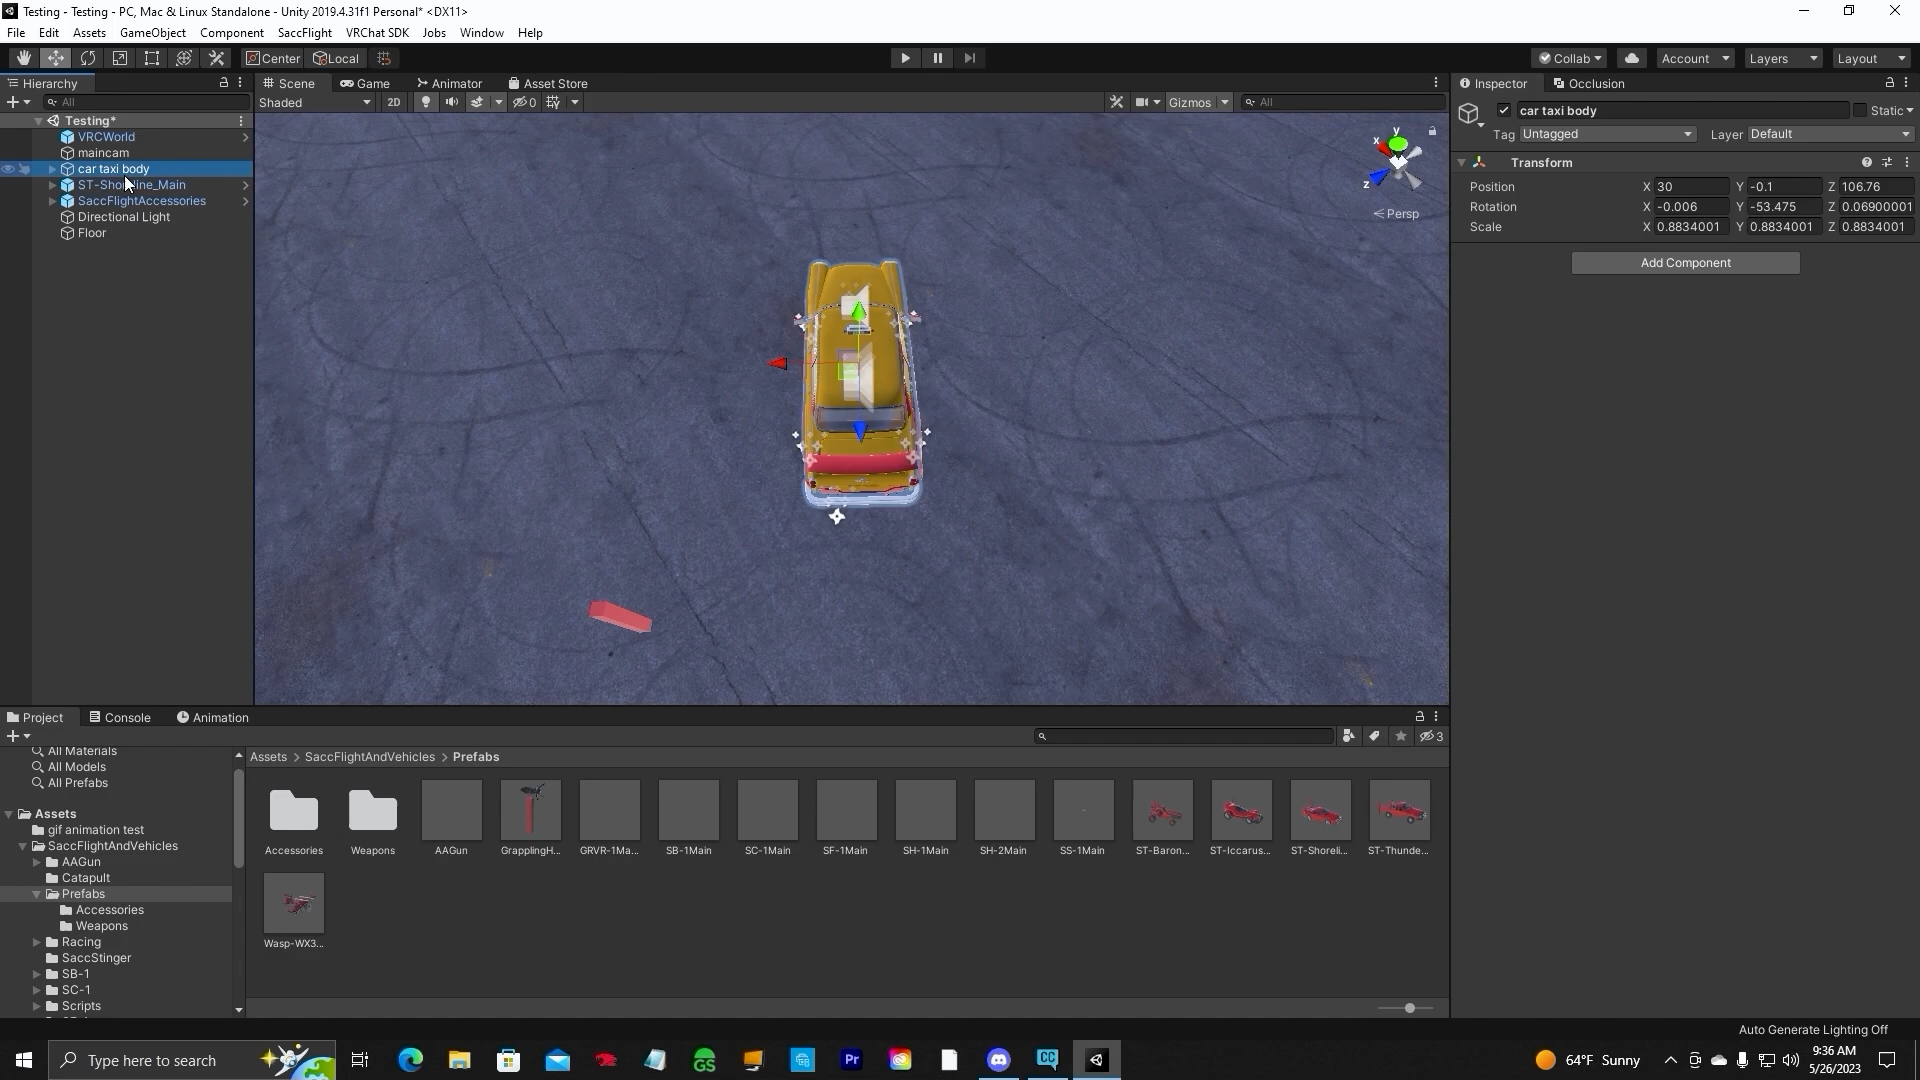 Testing - Testing - PC, Mac & Linux Standalone - Unity 2019.4.31f1 Personal* <DX11>
File Edit Assets GameObject Component SaccFlight VRChat SDK Jobs Window Help
Center Local Collab Account Layers Layout
Hierarchy Scene Game Animator Asset Store Inspector Occlusion
All Shaded 2D 0 Gizmos All
car taxi body Static
Testing*
VRCWorld
maincam
car taxi body
SaccFlightAccessories
Directional Light
Floor
y
x
z
Persp
Tag Untagged Layer Default
Transform
Position X 30 Y -0.1 Z 106.76
Rotation X -0.006 Y -53.475 Z 0.06900001
Scale X 0.8834001 Y 0.8834001 Z 0.8834001
Add Component
Project Console Animation
3
All Materials
All Models
All Prefabs
Assets
gif animation test
SaccFlightAndVehicles
AAGun
Catapult
Prefabs
Accessories
Weapons
Racing
SaccStinger
SB-1
SC-1
Scripts
Assets > SaccFlightAndVehicles > Prefabs
Accessories Weapons AAGun GrapplingH... GRVR-1Ma... SB-1Main SC-1Main SF-1Main SH-1Main SH-2Main SS-1Main ST-Baron... ST-Iccarus... ST-Shoreli... ST-Thunde...
Wasp-WX3...
Auto Generate Lighting Off
Type here to search
GS
Pr
CC
64°F Sunny
9:36 AM
5/26/2023